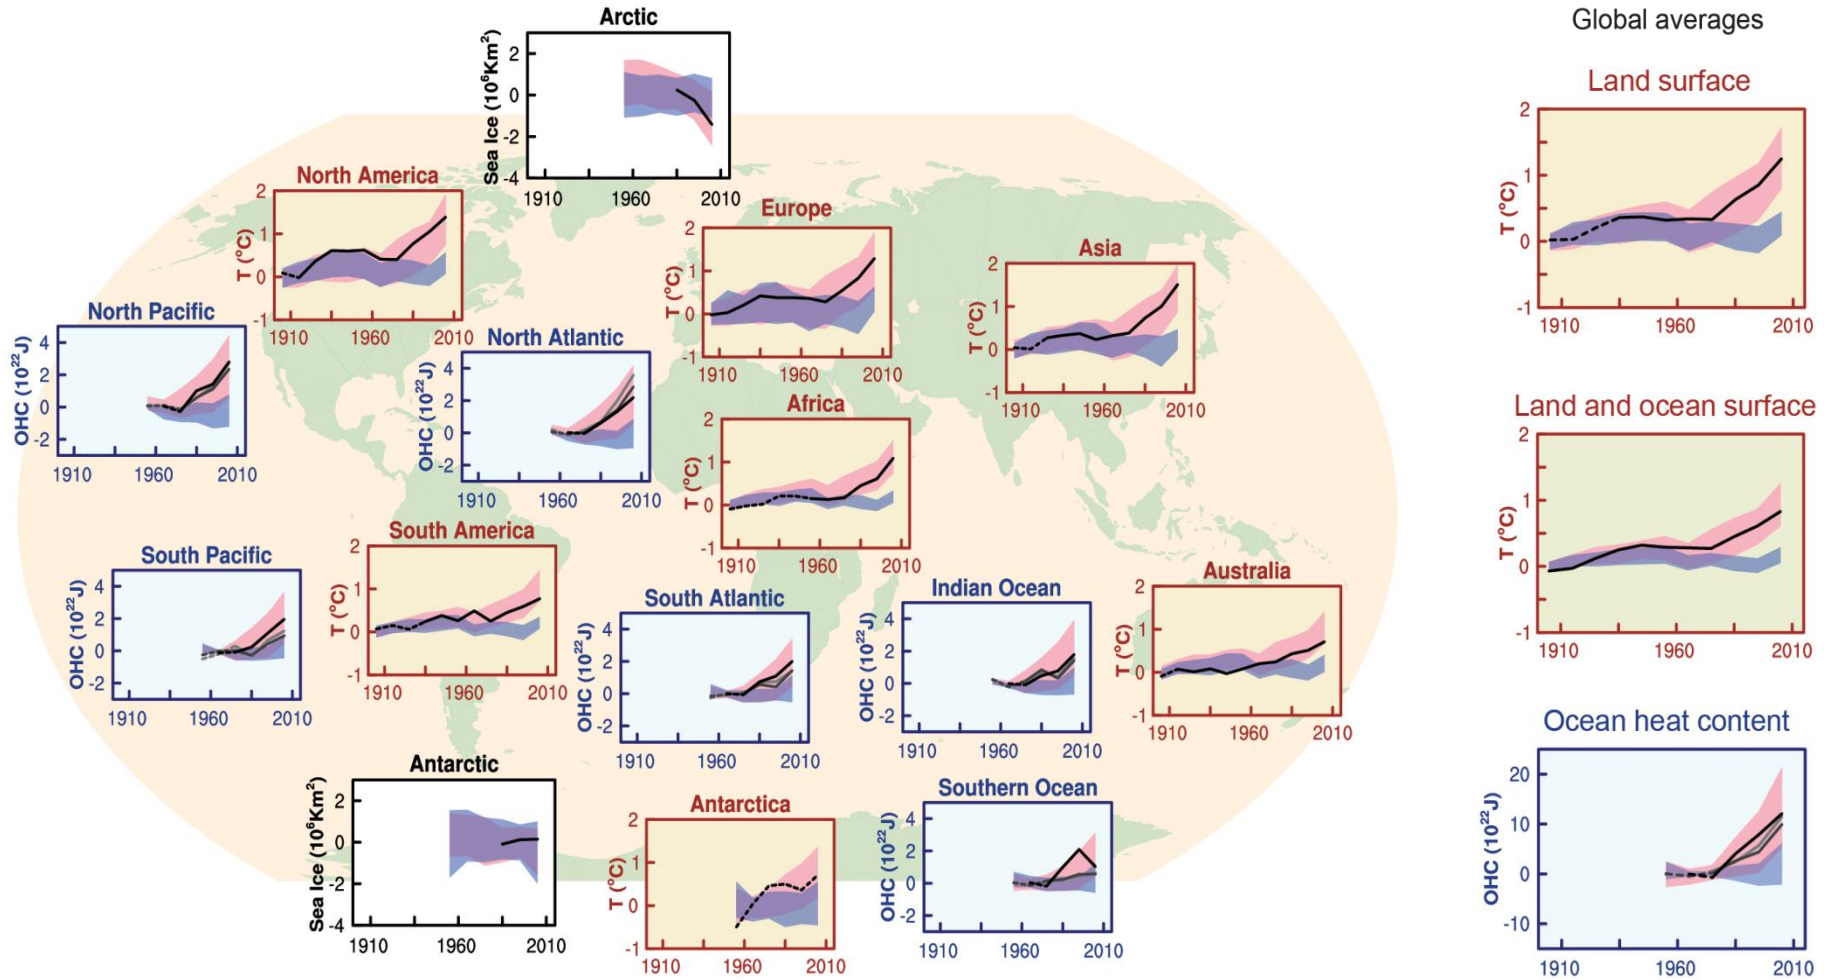 Arctic
Sea Ice (10⁶Km²)
2
0
-2
-4
1910 1960 2010
North America
T (°C)
2
1
0
-1
1910 1960 2010
Europe
T (°C)
2
1
0
-1
1910 1960 2010
Asia
T (°C)
2
1
0
-1
1910 1960 2010
North Pacific
OHC (10²²J)
4
2
0
-2
1910 1960 2010
North Atlantic
OHC (10²²J)
4
2
0
-2
1910 1960 2010
Africa
T (°C)
2
1
0
-1
1910 1960 2010
South Pacific
OHC (10²²J)
4
2
0
-2
1910 1960 2010
South America
T (°C)
2
1
0
-1
1910 1960 2010
South Atlantic
OHC (10²²J)
4
2
0
-2
1910 1960 2010
Indian Ocean
OHC (10²²J)
4
2
0
-2
1910 1960 2010
Australia
T (°C)
2
1
0
-1
1910 1960 2010
Antarctic
Sea Ice (10⁶Km²)
2
0
-2
-4
1910 1960 2010
Antarctica
T (°C)
2
1
0
-1
1910 1960 2010
Southern Ocean
OHC (10²²J)
4
2
0
-2
1910 1960 2010
Global averages
Land surface
T (°C)
2
1
0
-1
1910 1960 2010
Land and ocean surface
T (°C)
2
1
0
-1
1910 1960 2010
Ocean heat content
OHC (10²²J)
20
10
0
-10
1910 1960 2010